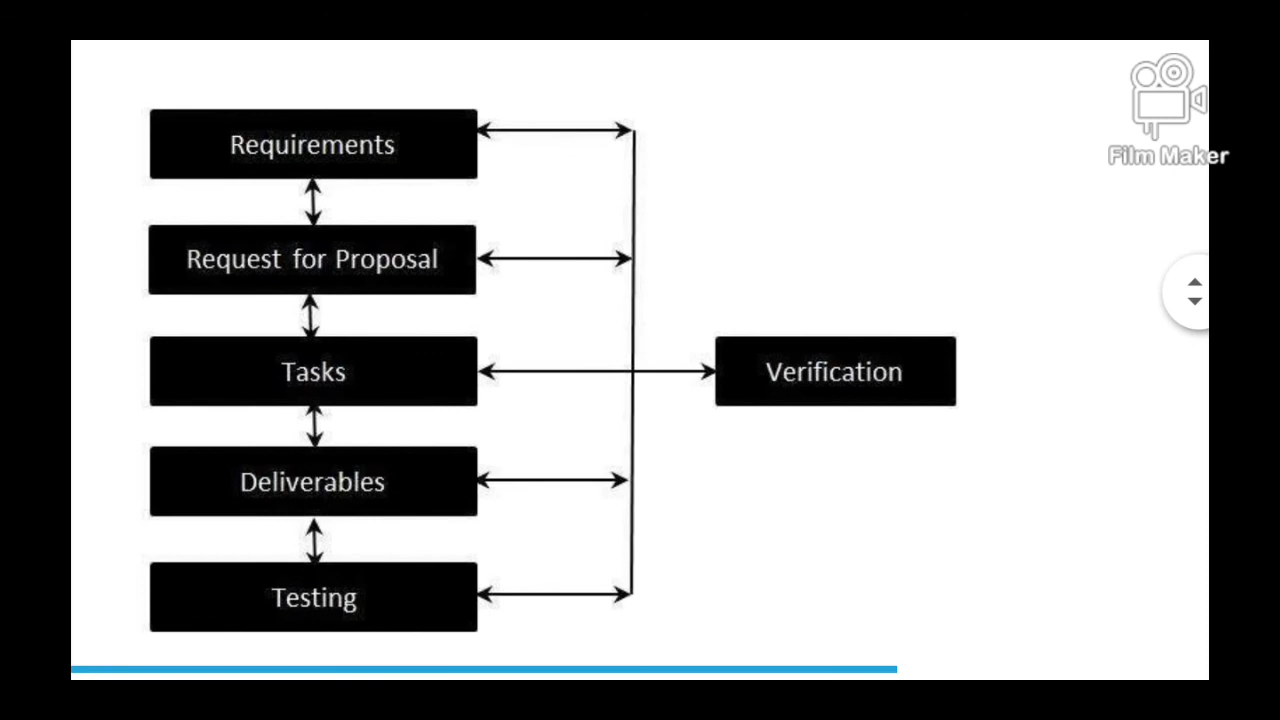 Requirements
Film Maker
Request for Proposal
Tasks
Verification
Deliverables
Testing